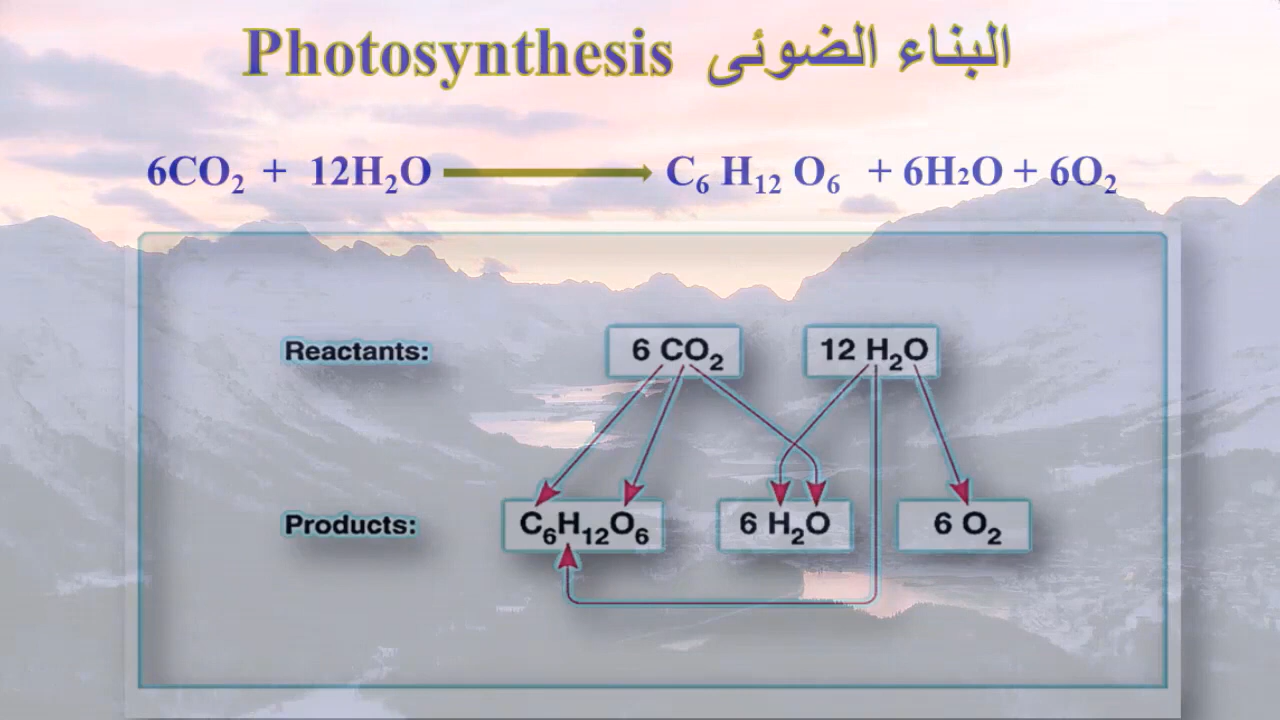 Photosynthesis البناء الضوئى
6CO₂ + 12H₂O → C₆ H₁₂ O₆ + 6H₂O + 6O₂
Reactants: 6 CO₂ 12 H₂O
Products: C₆H₁₂O₆ 6 H₂O 6 O₂